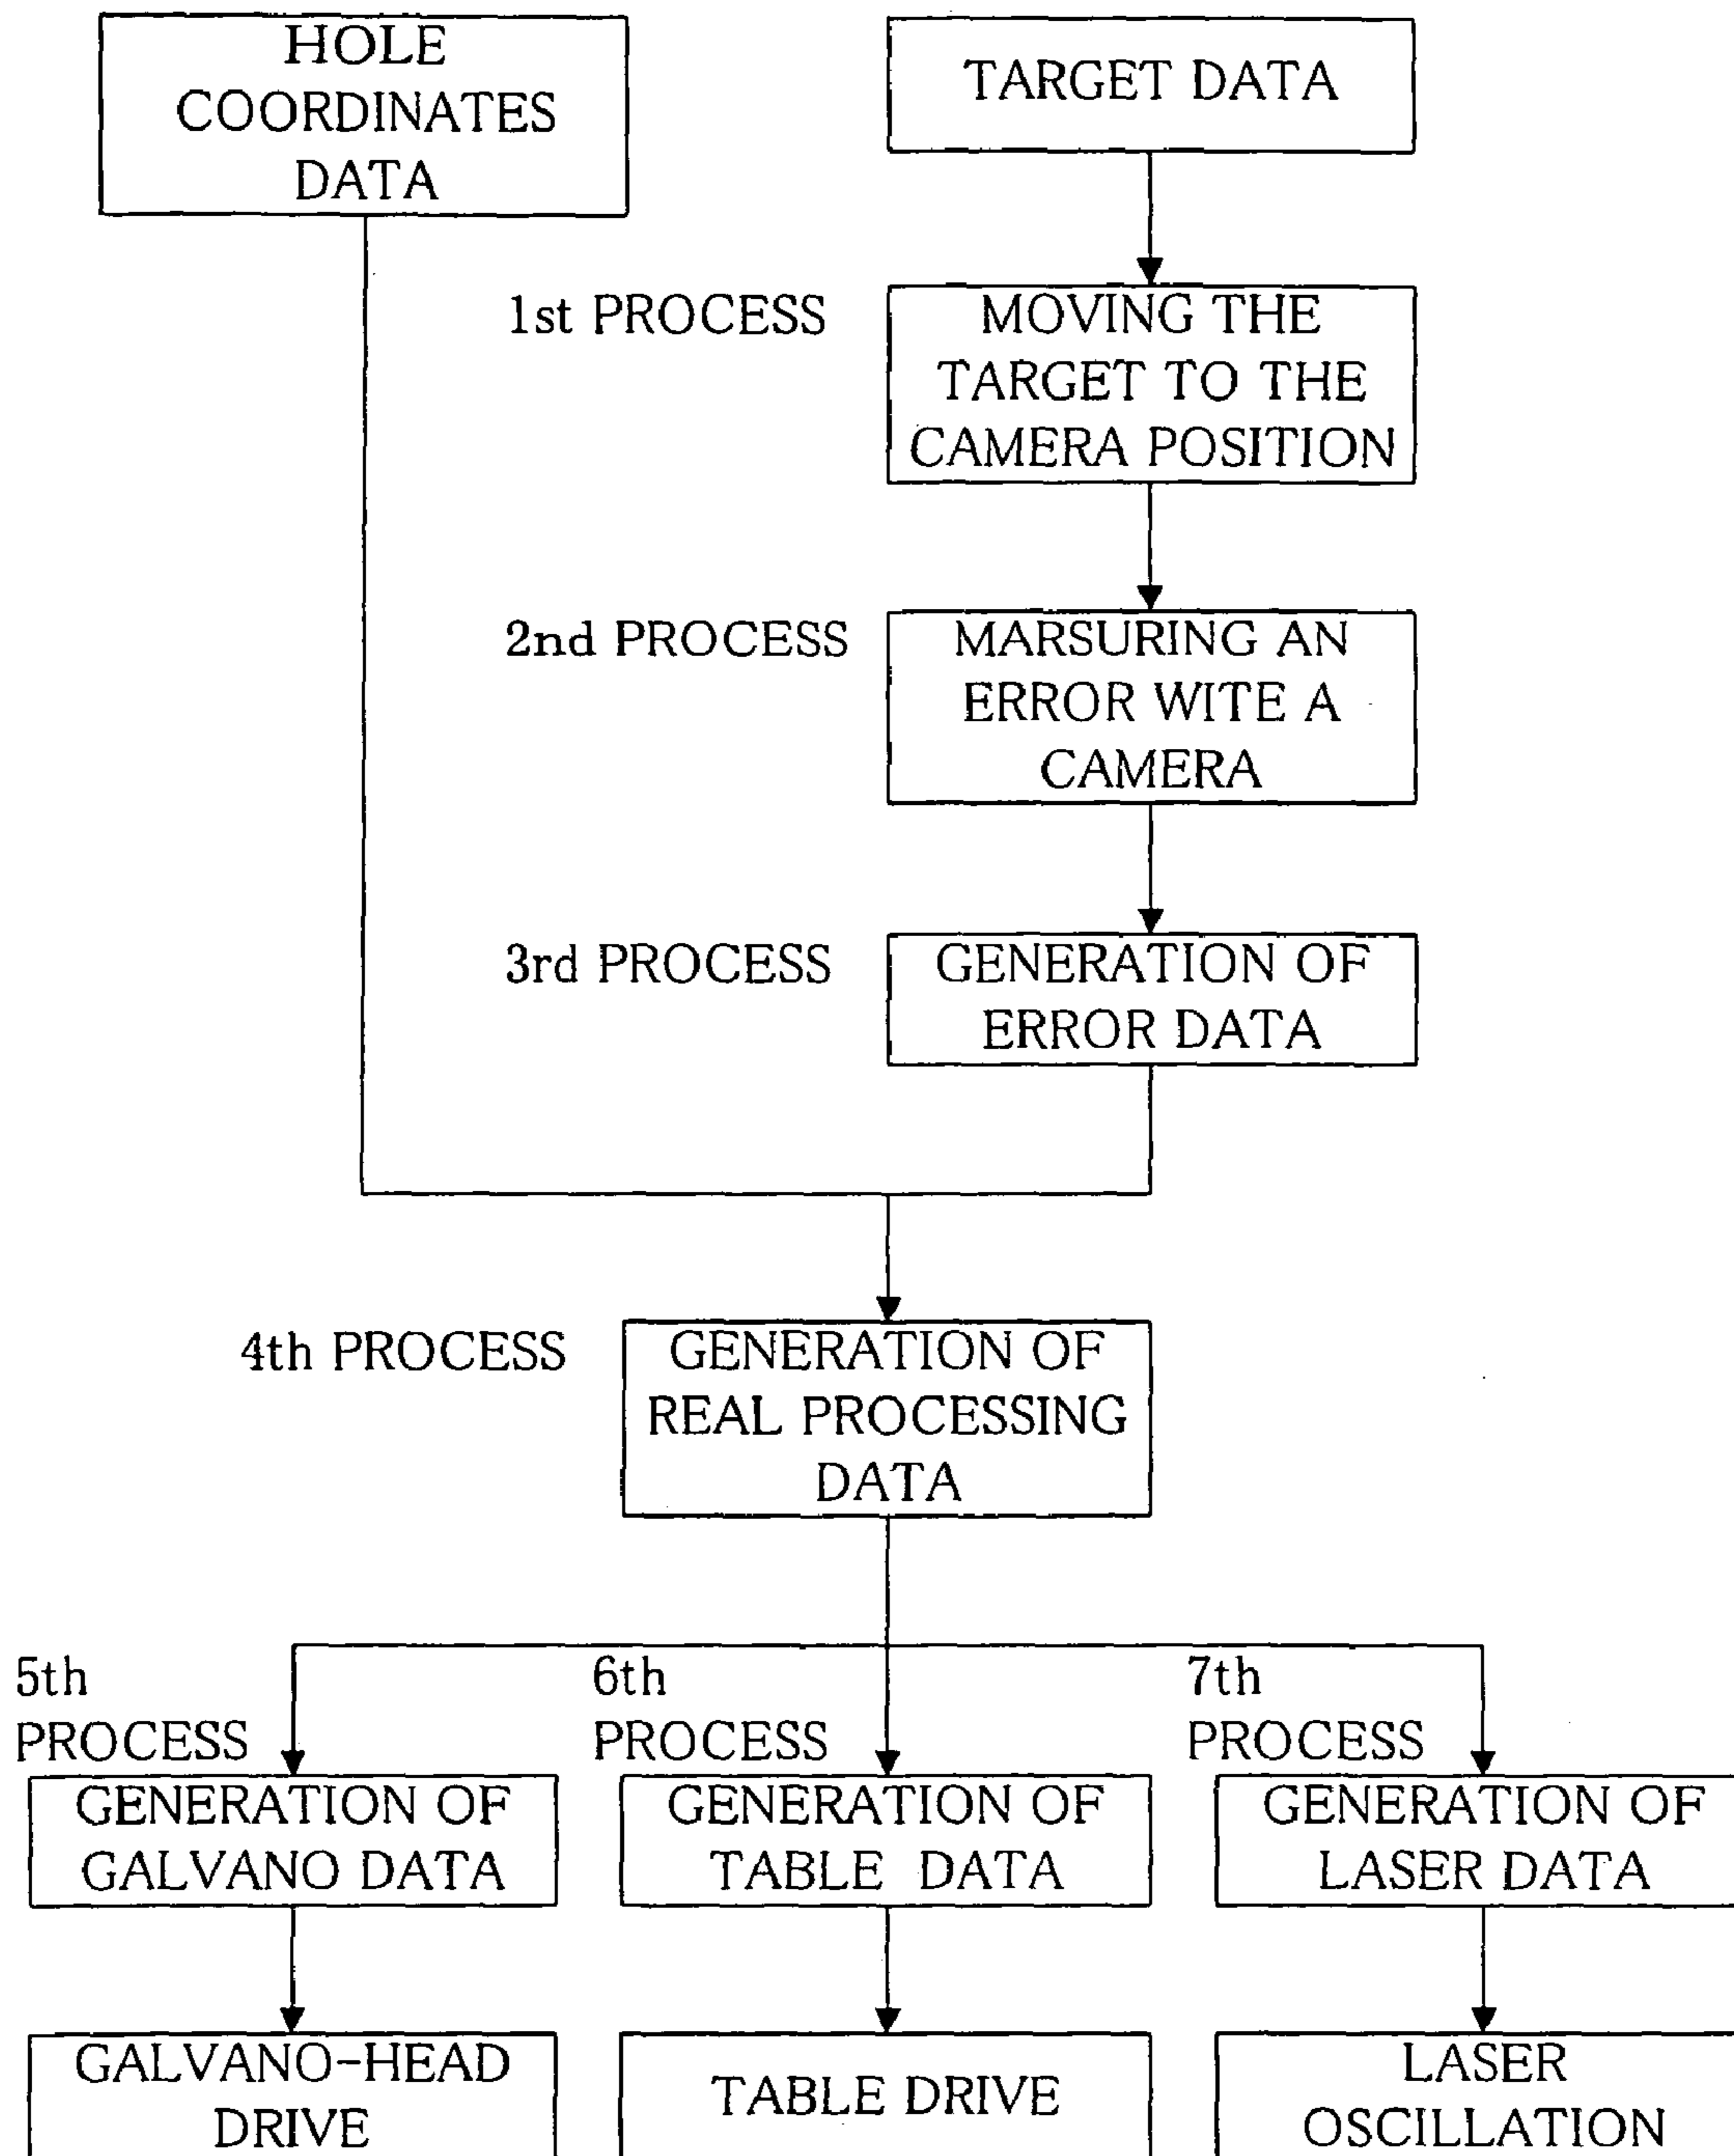 HOLE
COORDINATES
DATA
TARGET DATA
1st PROCESS
MOVING THE
TARGET TO THE
CAMERA POSITION
2nd PROCESS
MARSURING AN
ERROR WITE A
CAMERA
3rd PROCESS
GENERATION OF
ERROR DATA
4th PROCESS
GENERATION OF
REAL PROCESSING
DATA
5th
PROCESS
GENERATION OF
GALVANO DATA
6th
PROCESS
GENERATION OF
TABLE DATA
7th
PROCESS
GENERATION OF
LASER DATA
GALVANO-HEAD
DRIVE
TABLE DRIVE
LASER
OSCILLATION